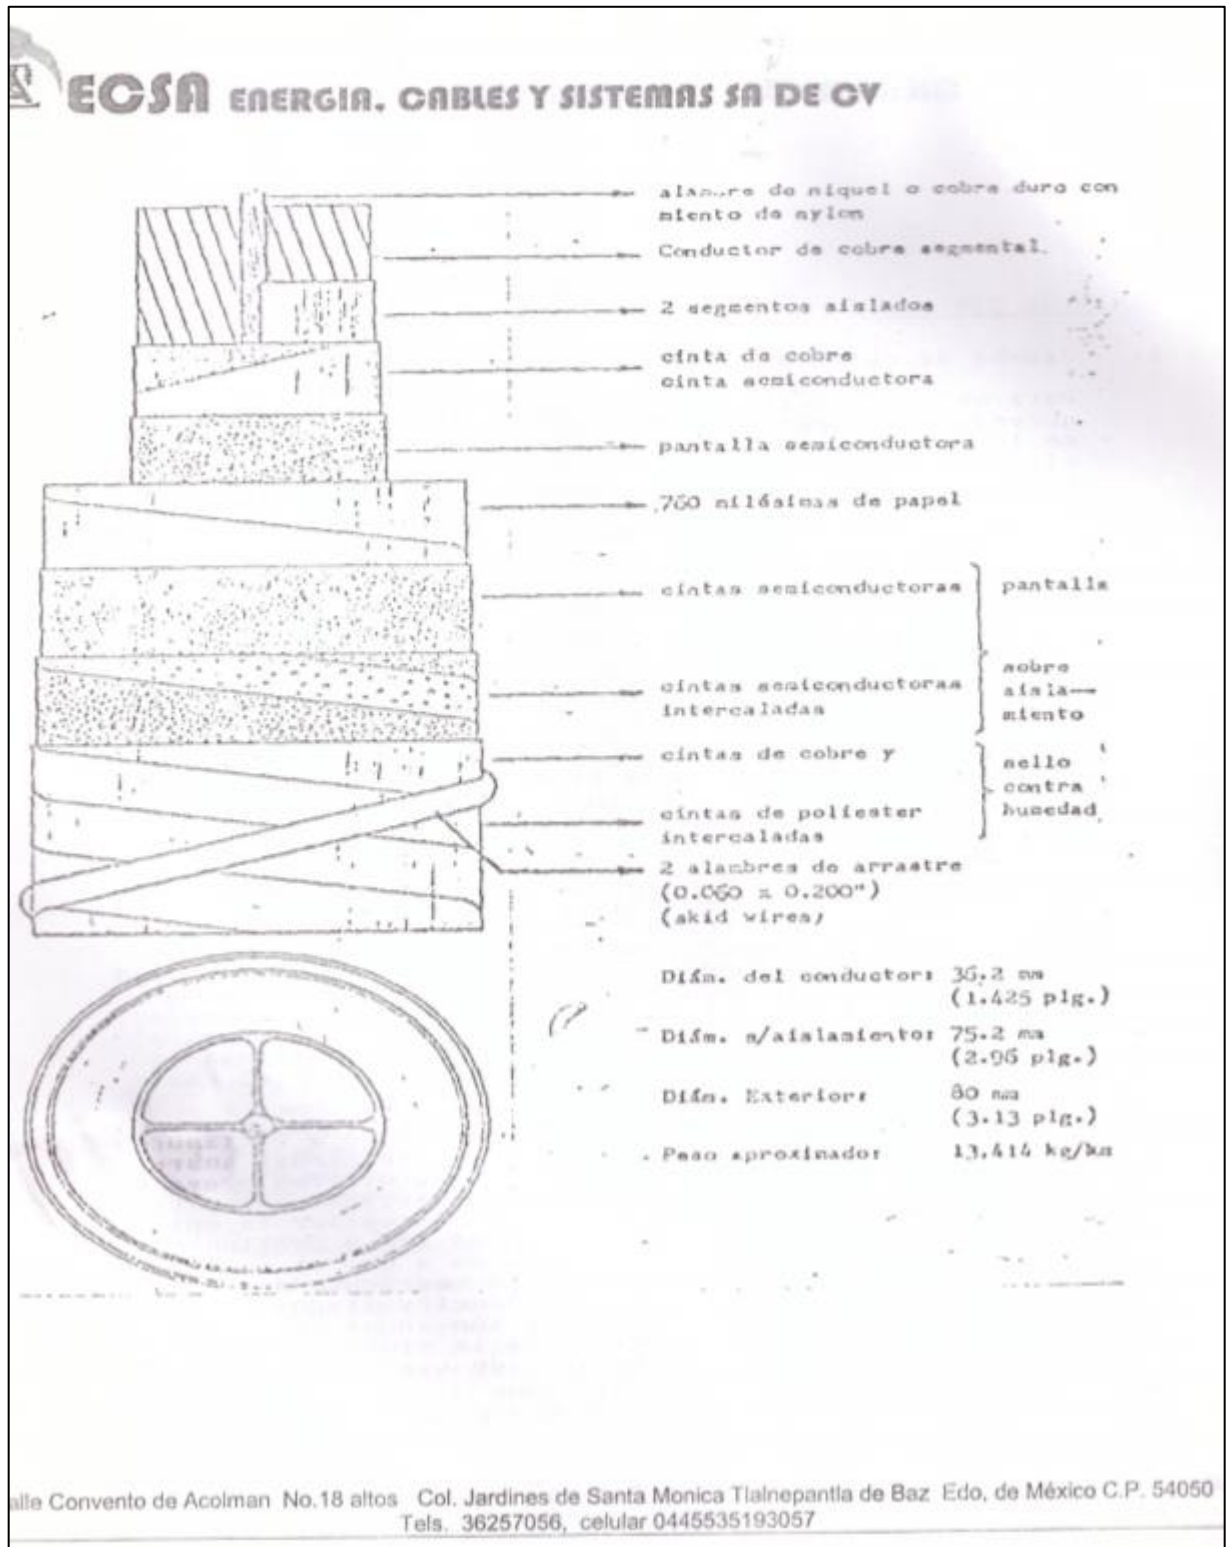 ECSA ENERGIA, CABLES Y SISTEMAS SA DE CV
de niquel o cobre duro con
miento de nylon
Conductor de cobre segmental.
2 segmentos aislados
cinta de cobre
cinta semiconductora
pantalla semiconductora
.760 milésimas de papel
cintas semiconductoras
pantalla
cintas semiconductoras
intercaladas
sobre
aisla-
miento
cintas de cobre y
sello
contra
humedad
cintas de poliester
intercaladas
2 alambres de arrastre
(0.060 x 0.200")
(skid wires)
Diám. del conductor: 36.2 mm
(1.425 plg.)
Diám. s/aislamiento: 75.2 mm
(2.96 plg.)
Diám. Exterior: 80 mm
(3.13 plg.)
Peso aproximado: 13,414 kg/km
alle Convento de Acolman No.18 altos Col. Jardines de Santa Monica Tlalnepantla de Baz Edo, de México C.P. 54050
Tels. 36257056, celular 0445535193057